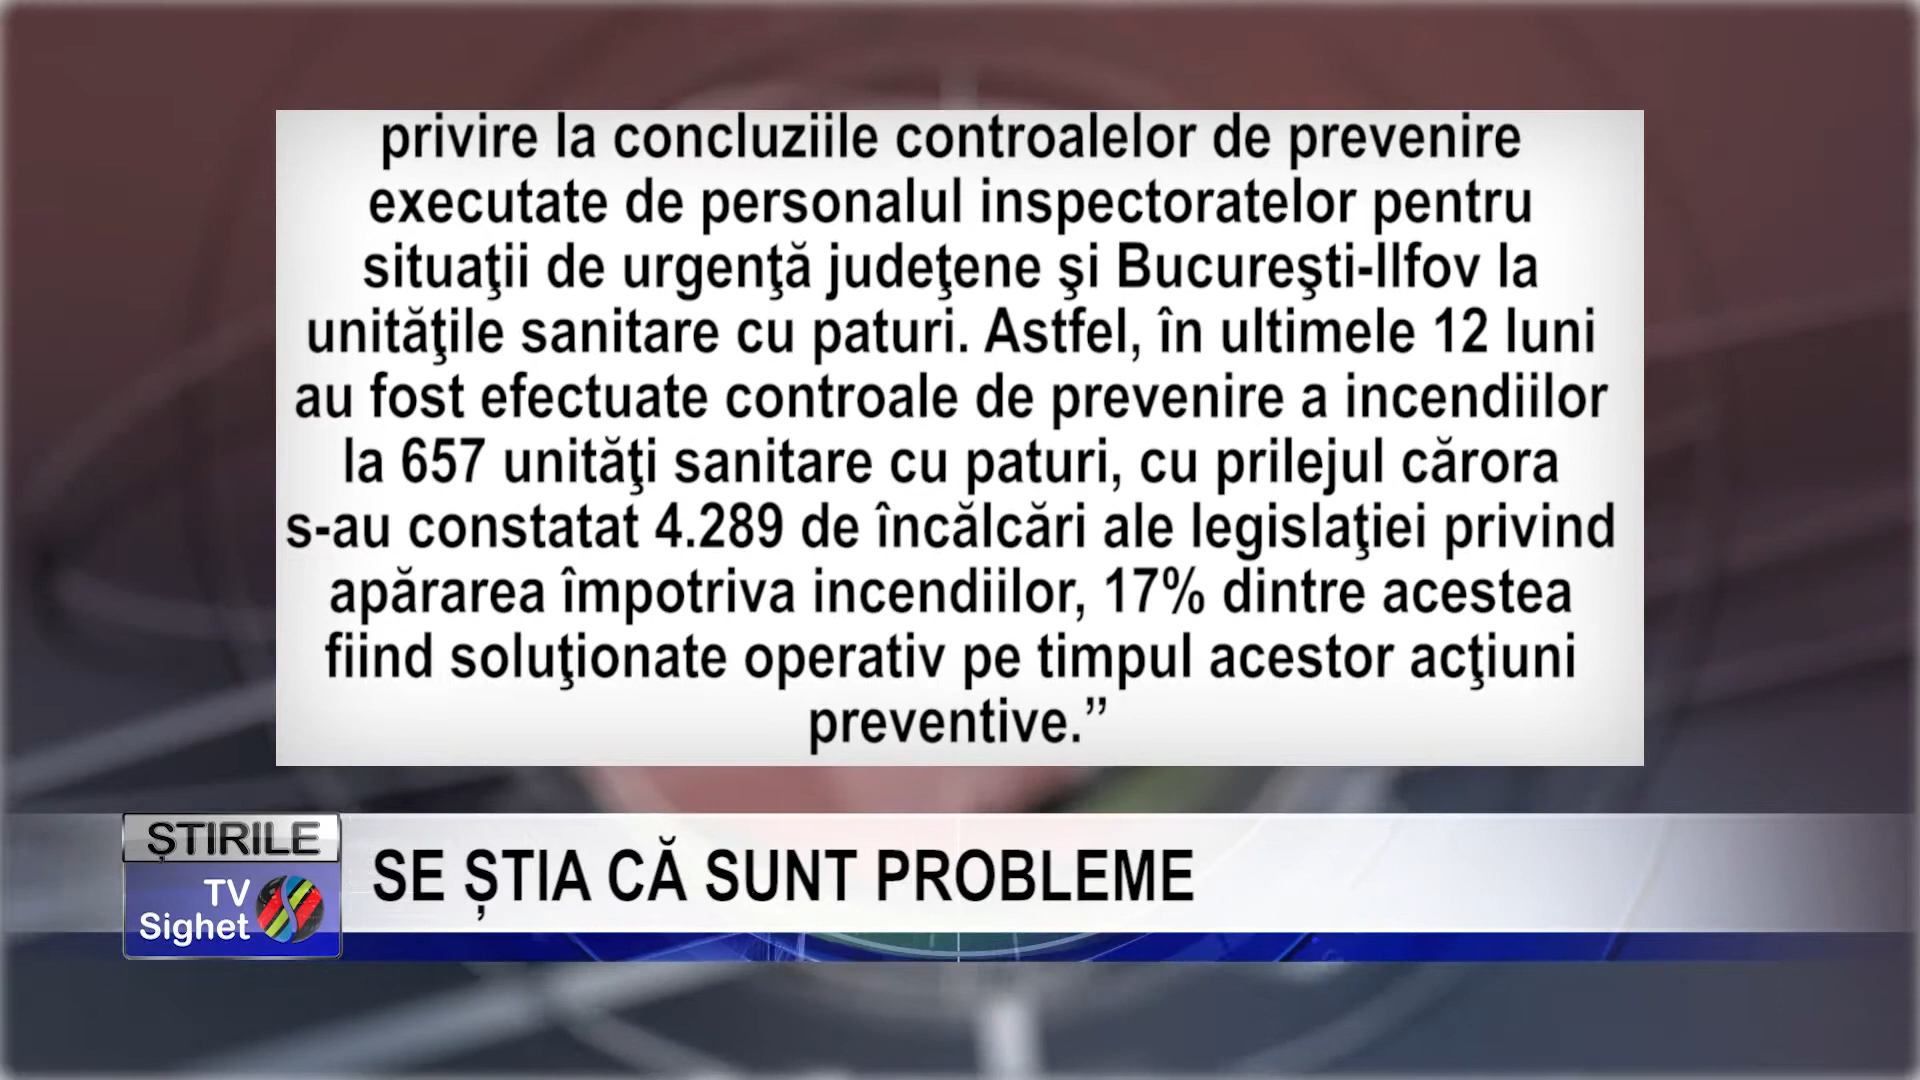 privire la concluziile controalelor de prevenire
executate de personalul inspectoratelor pentru
situaţii de urgenţă judeţene şi Bucureşti-Ilfov la
unităţile sanitare cu paturi. Astfel, în ultimele 12 luni
au fost efectuate controale de prevenire a incendiilor
la 657 unităţi sanitare cu paturi, cu prilejul cărora
s-au constatat 4.289 de încălcări ale legislaţiei privind
apărarea împotriva incendiilor, 17% dintre acestea
fiind soluţionate operativ pe timpul acestor acţiuni
preventive.”
ȘTIRILE
TV
Sighet
SE ȘTIA CĂ SUNT PROBLEME